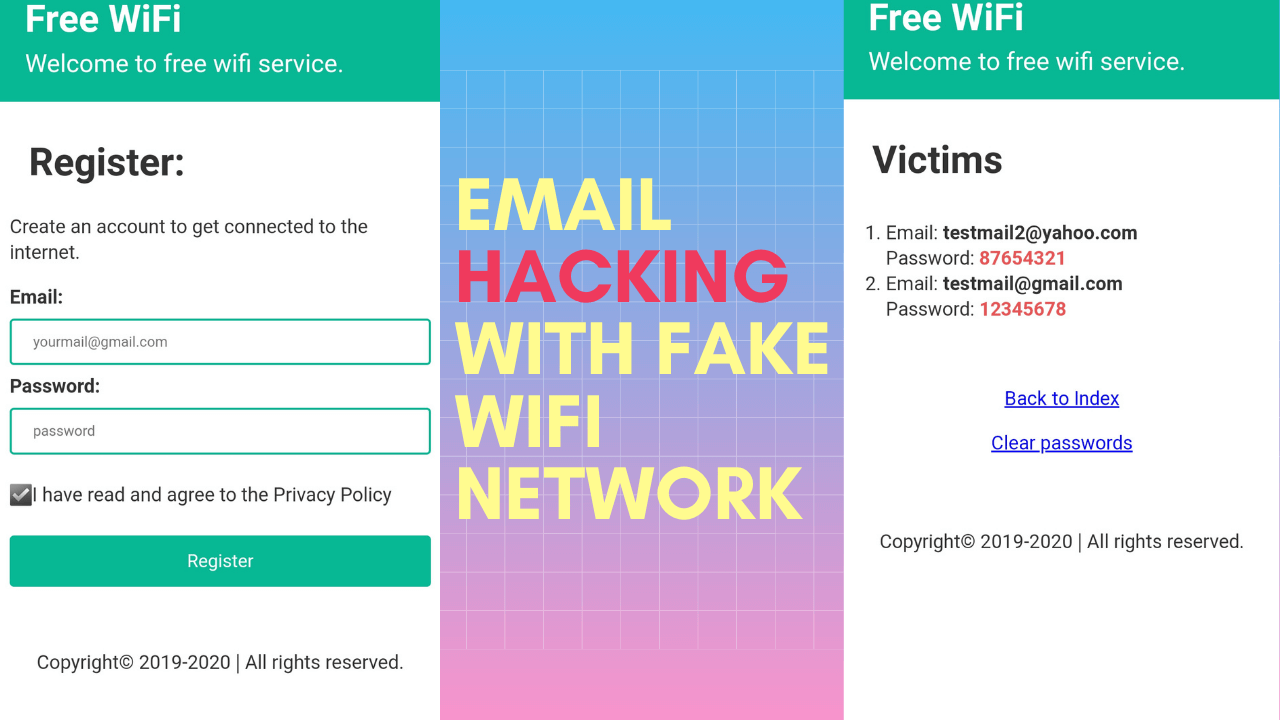 Free WiFi
Welcome to free wifi service.
Register:
Create an account to get connected to the
internet.
Email:
yourmail@gmail.com
Password:
password
I have read and agree to the Privacy Policy
Register
Copyright© 2019-2020 | All rights reserved.
EMAIL
HACKING
WITH FAKE
WIFI
NETWORK
Free WiFi
Welcome to free wifi service.
Victims
1. Email: testmail2@yahoo.com
Password: 87654321
2. Email: testmail@gmail.com
Password: 12345678
Back to Index
Clear passwords
Copyright© 2019-2020 | All rights reserved.